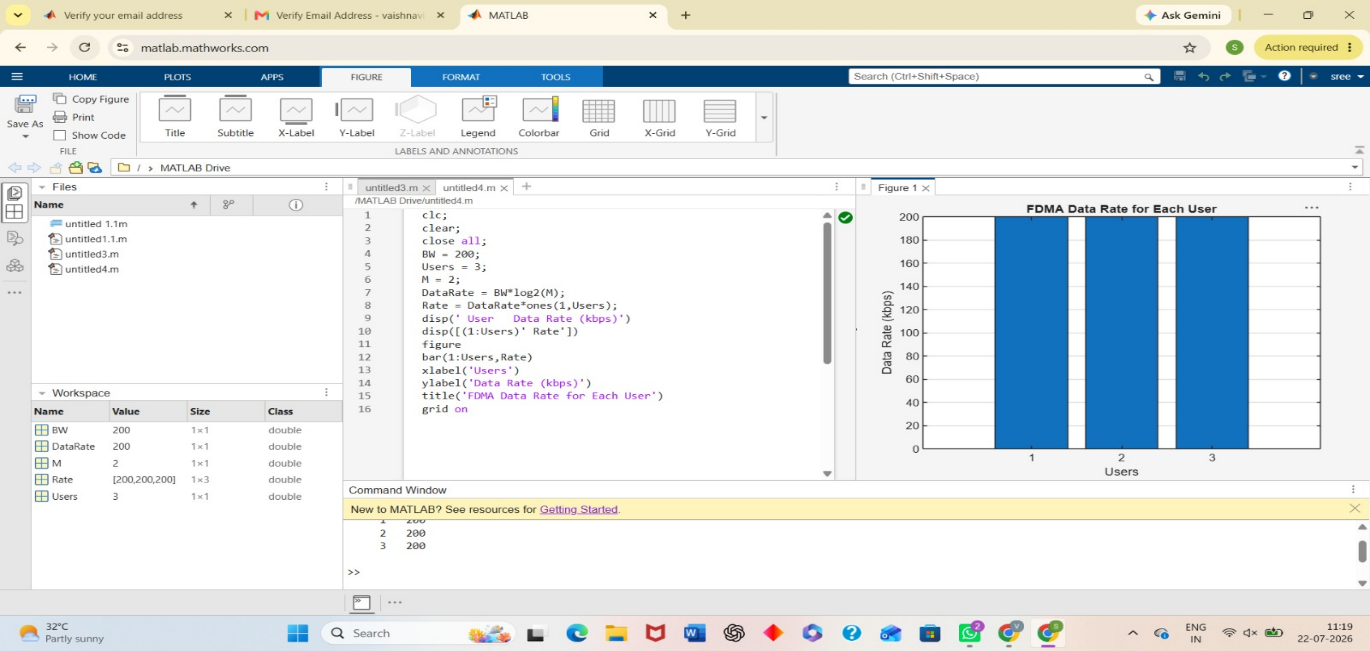 Verify your email address
Verify Email Address - vaishnav
MATLAB
Ask Gemini
matlab.mathworks.com
S
Action required
HOME
PLOTS
APPS
FIGURE
FORMAT
TOOLS
Search (Ctrl+Shift+Space)
sree
Save As
Copy Figure
Print
Show Code
FILE
Title
Subtitle
X-Label
Y-Label
Z-Label
Legend
Colorbar
Grid
X-Grid
Y-Grid
LABELS AND ANNOTATIONS
/ › MATLAB Drive
Files
Name
untitled 1.1m
untitled1.1.m
untitled3.m
untitled4.m
Workspace
Name Value Size Class
BW 200 1×1 double
DataRate 200 1×1 double
M 2 1×1 double
Rate [200,200,200] 1×3 double
Users 3 1×1 double
untitled3.m
untitled4.m
/MATLAB Drive/untitled4.m
1 clc;
2 clear;
3 close all;
4 BW = 200;
5 Users = 3;
6 M = 2;
7 DataRate = BW*log2(M);
8 Rate = DataRate*ones(1,Users);
9 disp(' User   Data Rate (kbps)')
10 disp([(1:Users)' Rate'])
11 figure
12 bar(1:Users,Rate)
13 xlabel('Users')
14 ylabel('Data Rate (kbps)')
15 title('FDMA Data Rate for Each User')
16 grid on
Figure 1
FDMA Data Rate for Each User
200
180
160
140
120
100
80
60
40
20
0
Data Rate (kbps)
1 2 3
Users
Command Window
New to MATLAB? See resources for Getting Started.
1 200
2 200
3 200
>>
32°C
Partly sunny
Search
2
V
S
ENG
IN
11:19
22-07-2026